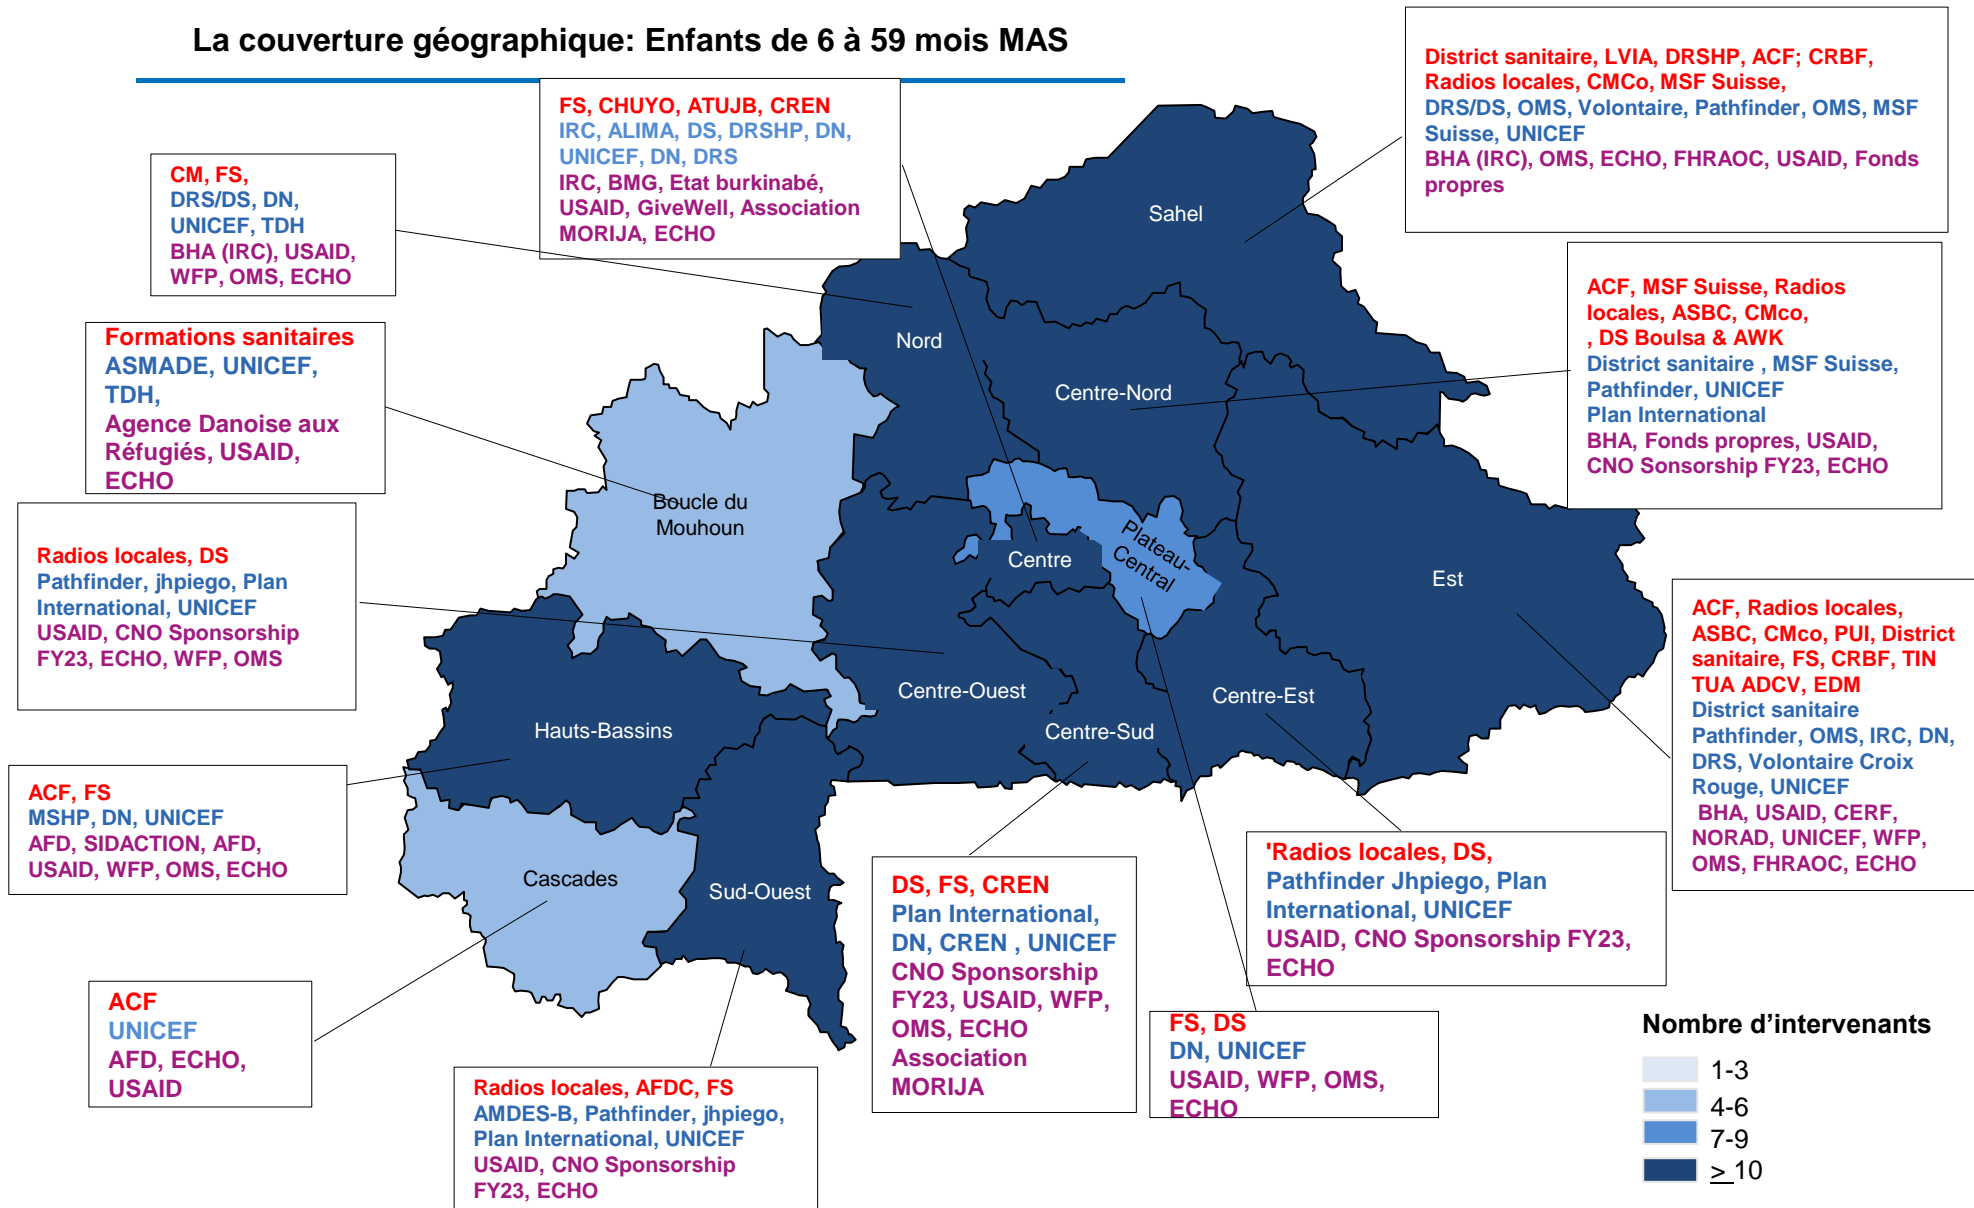 La couverture géographique: Enfants de 6 à 59 mois MAS
District sanitaire, LVIA, DRSHP, ACF; CRBF,
Radios locales, CMCo, MSF Suisse,
DRS/DS, OMS, Volontaire, Pathfinder, OMS, MSF
Suisse, UNICEF
BHA (IRC), OMS, ECHO, FHRAOC, USAID, Fonds
propres
FS, CHUYO, ATUJB, CREN
IRC, ALIMA, DS, DRSHP, DN,
UNICEF, DN, DRS
IRC, BMG, Etat burkinabé,
USAID, GiveWell, Association
MORIJA, ECHO
CM, FS,
DRS/DS, DN,
UNICEF, TDH
BHA (IRC), USAID,
WFP, OMS, ECHO
Formations sanitaires
ASMADE, UNICEF,
TDH,
Agence Danoise aux
Réfugiés, USAID,
ECHO
ACF, MSF Suisse, Radios
locales, ASBC, CMco,
, DS Boulsa & AWK
District sanitaire , MSF Suisse,
Pathfinder, UNICEF
Plan International
BHA, Fonds propres, USAID,
CNO Sonsorship FY23, ECHO
Radios locales, DS
Pathfinder, jhpiego, Plan
International, UNICEF
USAID, CNO Sponsorship
FY23, ECHO, WFP, OMS
ACF, Radios locales,
ASBC, CMco, PUI, District
sanitaire, FS, CRBF, TIN
TUA ADCV, EDM
District sanitaire
Pathfinder, OMS, IRC, DN,
DRS, Volontaire Croix
Rouge, UNICEF
BHA, USAID, CERF,
NORAD, UNICEF, WFP,
OMS, FHRAOC, ECHO
ACF, FS
MSHP, DN, UNICEF
AFD, SIDACTION, AFD,
USAID, WFP, OMS, ECHO
ACF
UNICEF
AFD, ECHO,
USAID
Radios locales, AFDC, FS
AMDES-B, Pathfinder, jhpiego,
Plan International, UNICEF
USAID, CNO Sponsorship
FY23, ECHO
DS, FS, CREN
Plan International,
DN, CREN , UNICEF
CNO Sponsorship
FY23, USAID, WFP,
OMS, ECHO
Association
MORIJA
'Radios locales, DS,
Pathfinder Jhpiego, Plan
International, UNICEF
USAID, CNO Sponsorship FY23,
ECHO
FS, DS
DN, UNICEF
USAID, WFP, OMS,
ECHO
Sahel
Nord
Centre-Nord
Boucle du
Mouhoun
Centre
Plateau-
Central
Est
Centre-Ouest
Centre-Est
Hauts-Bassins
Centre-Sud
Cascades
Sud-Ouest
Nombre d’intervenants
1-3
4-6
7-9
> 10